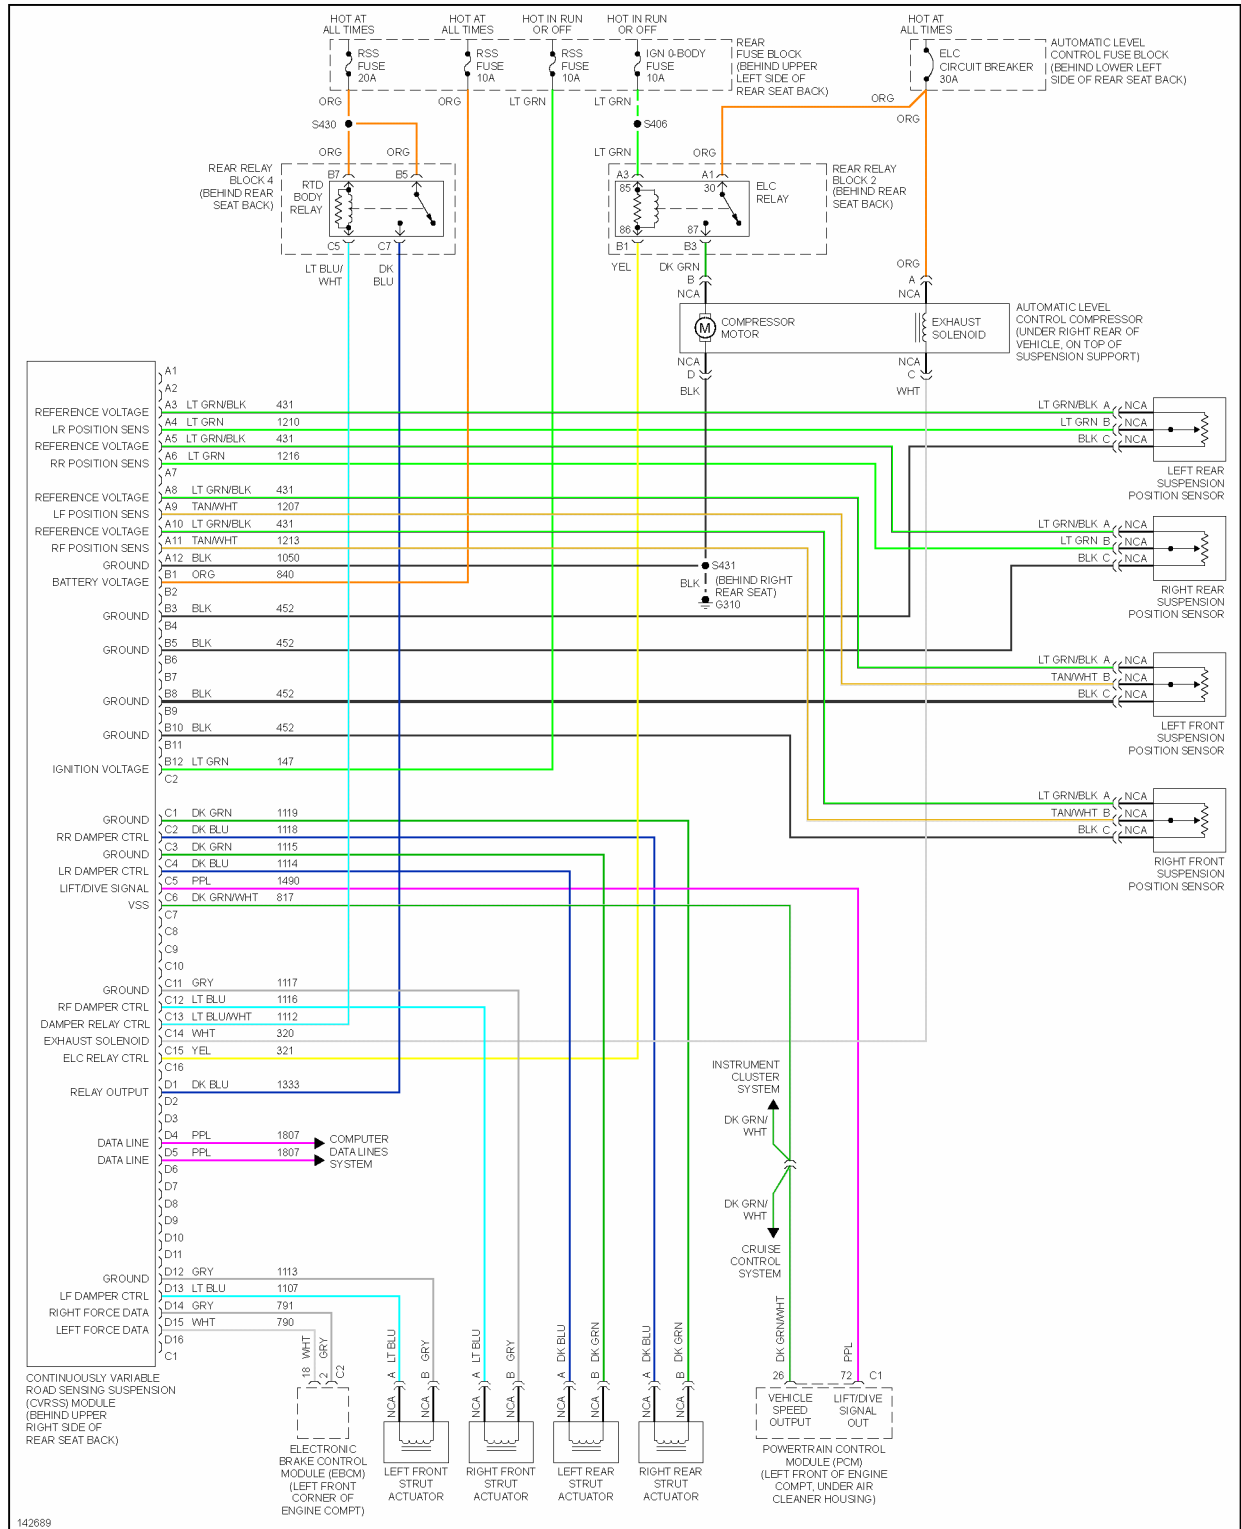 HOT AT
ALL TIMES
HOT AT
ALL TIMES
HOT IN RUN
OR OFF
HOT IN RUN
OR OFF
HOT AT
ALL TIMES
RSS
FUSE
20A
RSS
FUSE
10A
RSS
FUSE
10A
IGN 0-BODY
FUSE
10A
REAR
FUSE BLOCK
(BEHIND UPPER
LEFT SIDE OF
REAR SEAT BACK)
ELC
CIRCUIT BREAKER
30A
AUTOMATIC LEVEL
CONTROL FUSE BLOCK
(BEHIND LOWER LEFT
SIDE OF REAR SEAT BACK)
ORG
ORG
LT GRN
LT GRN
ORG
ORG
S430
S406
ORG
ORG
LT GRN
ORG
REAR RELAY
BLOCK 4
(BEHIND REAR
SEAT BACK)
B7
B5
RTD
BODY
RELAY
C5
C7
A3
A1
85
30
86
87
ELC
RELAY
B1
B3
REAR RELAY
BLOCK 2
(BEHIND REAR
SEAT BACK)
LT BLU/
WHT
DK
BLU
YEL
DK GRN
ORG
B
A
NCA
NCA
M
COMPRESSOR
MOTOR
EXHAUST
SOLENOID
AUTOMATIC LEVEL
CONTROL COMPRESSOR
(UNDER RIGHT REAR OF
VEHICLE, ON TOP OF
SUSPENSION SUPPORT)
NCA
NCA
D
C
BLK
WHT
A1
A2
REFERENCE VOLTAGE A3 LT GRN/BLK 431
LR POSITION SENS A4 LT GRN 1210
REFERENCE VOLTAGE A5 LT GRN/BLK 431
RR POSITION SENS A6 LT GRN 1216
A7
REFERENCE VOLTAGE A8 LT GRN/BLK 431
LF POSITION SENS A9 TAN/WHT 1207
REFERENCE VOLTAGE A10 LT GRN/BLK 431
RF POSITION SENS A11 TAN/WHT 1213
GROUND A12 BLK 1050
BATTERY VOLTAGE B1 ORG 840
B2
GROUND B3 BLK 452
B4
GROUND B5 BLK 452
B6
B7
GROUND B8 BLK 452
B9
GROUND B10 BLK 452
B11
IGNITION VOLTAGE B12 LT GRN 147
C2
GROUND C1 DK GRN 1119
RR DAMPER CTRL C2 DK BLU 1118
GROUND C3 DK GRN 1115
LR DAMPER CTRL C4 DK BLU 1114
LIFT/DIVE SIGNAL C5 PPL 1490
VSS C6 DK GRN/WHT 817
C7
C8
C9
C10
GROUND C11 GRY 1117
RF DAMPER CTRL C12 LT BLU 1116
DAMPER RELAY CTRL C13 LT BLU/WHT 1112
EXHAUST SOLENOID C14 WHT 320
ELC RELAY CTRL C15 YEL 321
C16
RELAY OUTPUT D1 DK BLU 1333
D2
D3
DATA LINE D4 PPL 1807
DATA LINE D5 PPL 1807
COMPUTER
DATA LINES
SYSTEM
D6
D7
D8
D9
D10
D11
GROUND D12 GRY 1113
LF DAMPER CTRL D13 LT BLU 1107
RIGHT FORCE DATA D14 GRY 791
LEFT FORCE DATA D15 WHT 790
D16
C1
CONTINUOUSLY VARIABLE
ROAD SENSING SUSPENSION
(CVRSS) MODULE
(BEHIND UPPER
RIGHT SIDE OF
REAR SEAT BACK)
S431
BLK
(BEHIND RIGHT
REAR SEAT)
G310
LT GRN/BLK A NCA
LT GRN B NCA
BLK C NCA
LEFT REAR
SUSPENSION
POSITION SENSOR
LT GRN/BLK A NCA
LT GRN B NCA
BLK C NCA
RIGHT REAR
SUSPENSION
POSITION SENSOR
LT GRN/BLK A NCA
TAN/WHT B NCA
BLK C NCA
LEFT FRONT
SUSPENSION
POSITION SENSOR
LT GRN/BLK A NCA
TAN/WHT B NCA
BLK C NCA
RIGHT FRONT
SUSPENSION
POSITION SENSOR
INSTRUMENT
CLUSTER
SYSTEM
DK GRN/
WHT
DK GRN/
WHT
CRUISE
CONTROL
SYSTEM
18 WHT
2 GRY
C2
ELECTRONIC
BRAKE CONTROL
MODULE (EBCM)
(LEFT FRONT
CORNER OF
ENGINE COMPT)
A LT BLU
B GRY
NCA
NCA
LEFT FRONT
STRUT
ACTUATOR
A LT BLU
B GRY
NCA
NCA
RIGHT FRONT
STRUT
ACTUATOR
A DK BLU
B DK GRN
NCA
NCA
LEFT REAR
STRUT
ACTUATOR
A DK BLU
B DK GRN
NCA
NCA
RIGHT REAR
STRUT
ACTUATOR
DK GRN/WHT
PPL
26
72
C1
VEHICLE
SPEED
OUTPUT
LIFT/DIVE
SIGNAL
OUT
POWERTRAIN CONTROL
MODULE (PCM)
(LEFT FRONT OF ENGINE
COMPT, UNDER AIR
CLEANER HOUSING)
142689